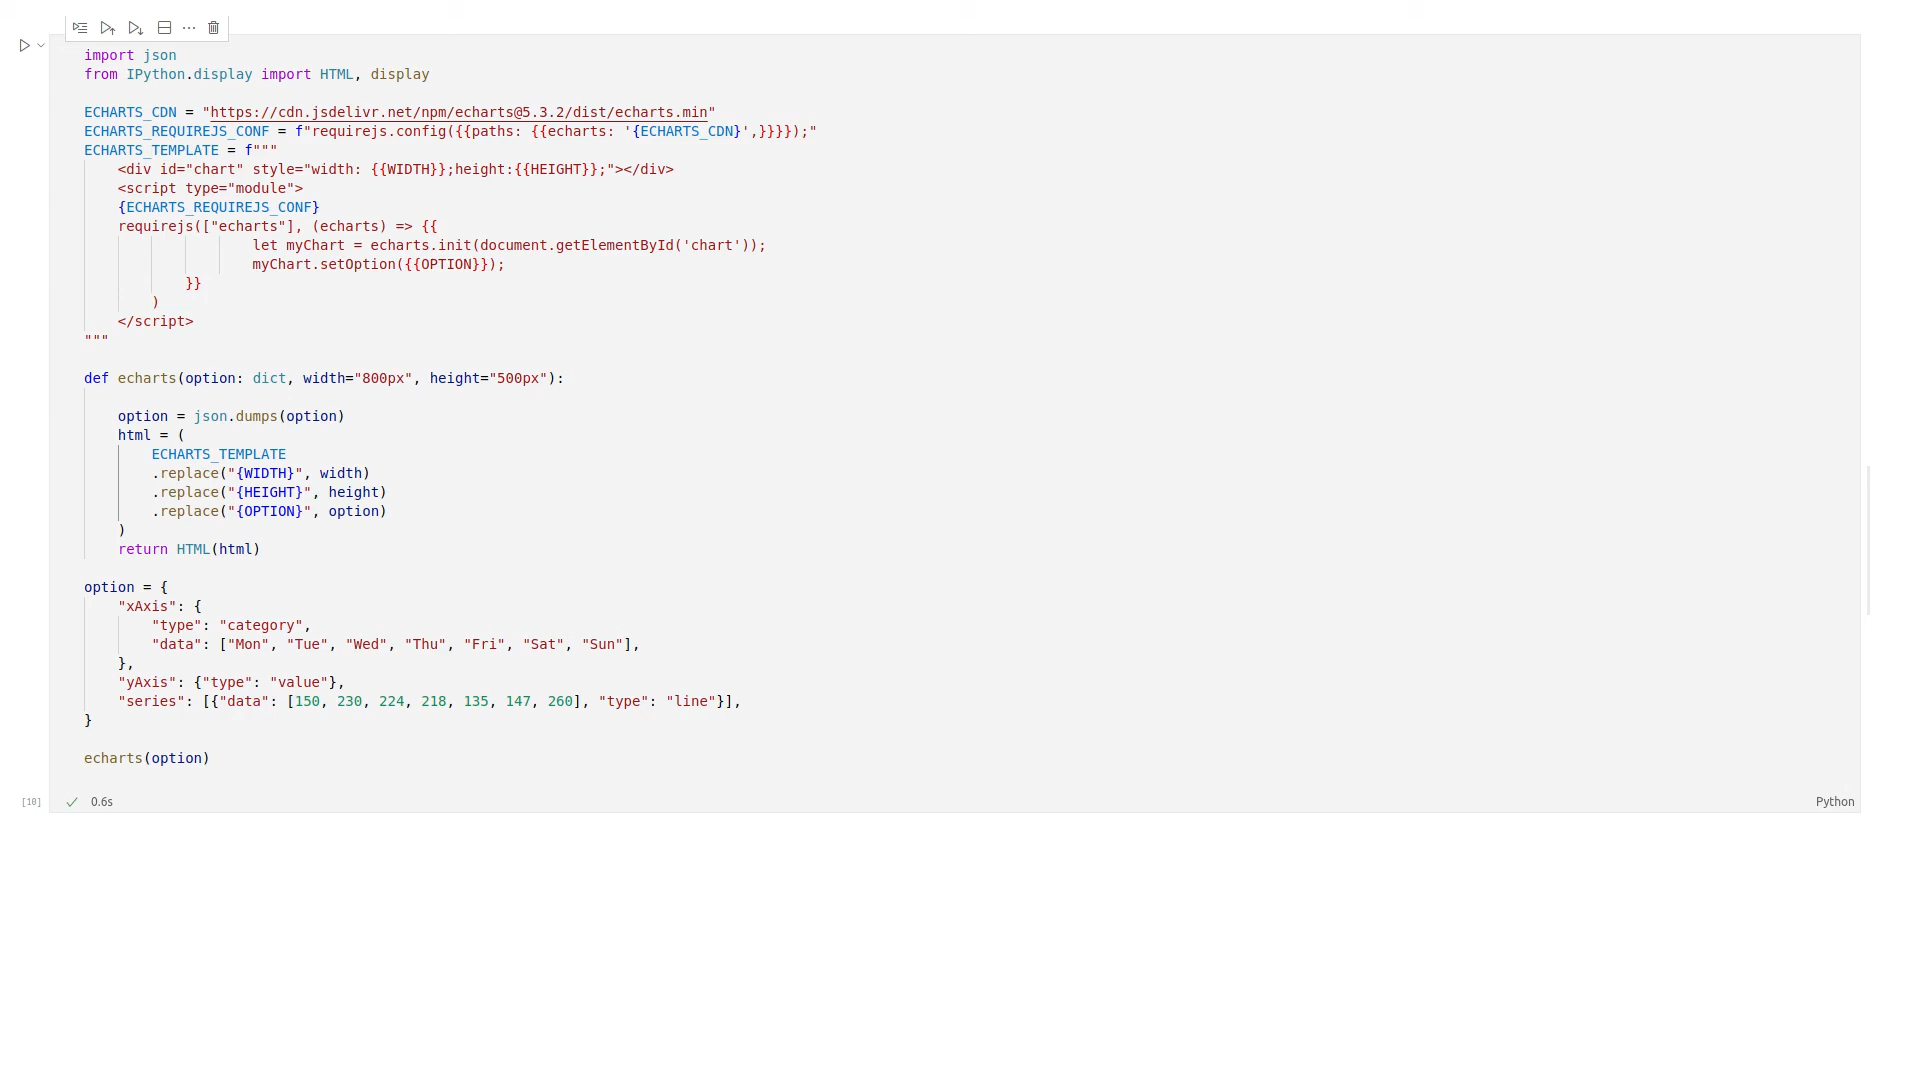 import json
from IPython.display import HTML, display

ECHARTS_CDN = "https://cdn.jsdelivr.net/npm/echarts@5.3.2/dist/echarts.min"
ECHARTS_REQUIREJS_CONF = f"requirejs.config({{paths: {{echarts: '{ECHARTS_CDN}',}}}});"
ECHARTS_TEMPLATE = f"""
    <div id="chart" style="width: {{WIDTH}};height:{{HEIGHT}};"></div>
    <script type="module">
    {ECHARTS_REQUIREJS_CONF}
    requirejs(["echarts"], (echarts) => {{
                    let myChart = echarts.init(document.getElementById('chart'));
                    myChart.setOption({{OPTION}});
            }}
        )
    </script>
"""

def echarts(option: dict, width="800px", height="500px"):

    option = json.dumps(option)
    html = (
        ECHARTS_TEMPLATE
        .replace("{WIDTH}", width)
        .replace("{HEIGHT}", height)
        .replace("{OPTION}", option)
    )
    return HTML(html)

option = {
    "xAxis": {
        "type": "category",
        "data": ["Mon", "Tue", "Wed", "Thu", "Fri", "Sat", "Sun"],
    },
    "yAxis": {"type": "value"},
    "series": [{"data": [150, 230, 224, 218, 135, 147, 260], "type": "line"}],
}

echarts(option)

[10] 0.6s Python